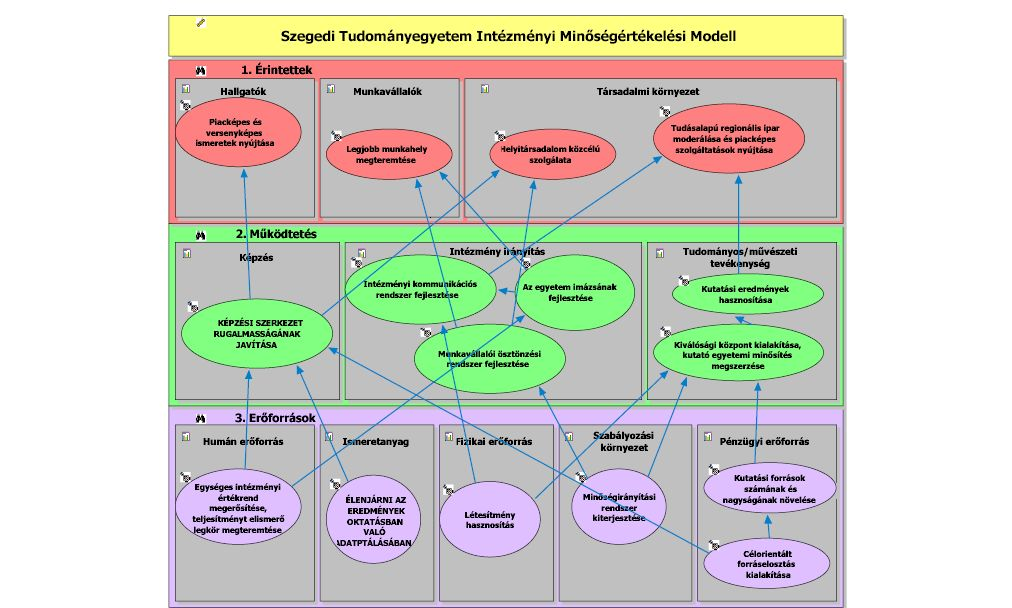 Szegedi Tudományegyetem Intézményi Minőségértékelési Modell
1. Érintettek
Hallgatók
Munkavállalók
Társadalmi környezet
Piacképes és
versenyképes
ismeretek nyújtása
Legjobb munkahely
megteremtése
Helyitársadalom közcélú
szolgálata
Tudásalapú regionális ipar
moderálása és piacképes
szolgáltatások nyújtása
2. Működtetés
Képzés
Intézmény irányítás
Tudományos/művészeti
tevékenység
KÉPZÉSI SZERKEZET
RUGALMASSÁGÁNAK
JAVÍTÁSA
Intézményi kommunikációs
rendszer fejlesztése
Az egyetem imázsának
fejlesztése
Munkavállalói ösztönzési
rendszer fejlesztése
Kutatási eredmények
hasznosítása
Kiválósági központ kialakítása,
kutató egyetemi minősítés
megszerzése
3. Erőforrások
Humán erőforrás
Ismeretanyag
Fizikai erőforrás
Szabályozási
környezet
Pénzügyi erőforrás
Egységes intézményi
értékrend
megerősítése,
teljesítményt elismerő
légkör megteremtése
ÉLENJÁRNI AZ
EREDMÉNYEK
OKTATÁSBAN
VALÓ
ADATPTÁLÁSÁBAN
Létesítmény
hasznosítás
Minőségirányítási
rendszer
kiterjesztése
Kutatási források
számának és
nagyságának növelése
Célorientált
forráselosztás
kialakítása